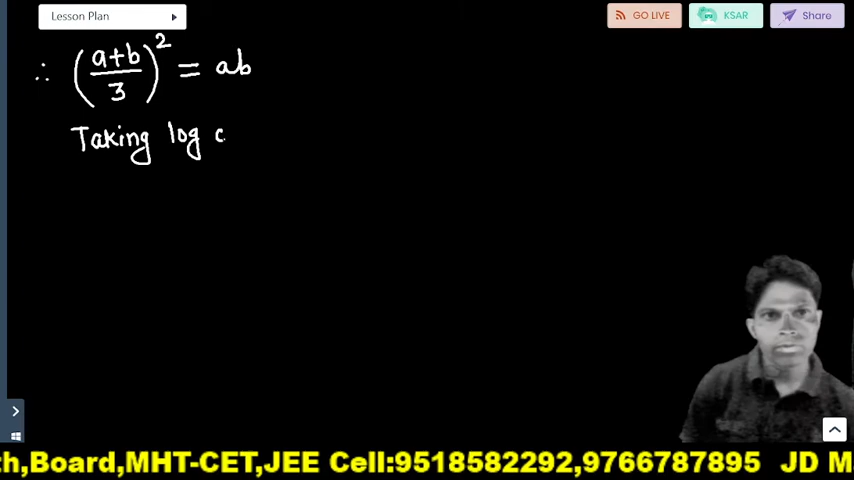 Lesson Plan
GO LIVE
KSAR
Share
∴ ((a+b)/3)² = ab
Taking log
th,Board,MHT-CET,JEE Cell:9518582292,9766787895 JD M